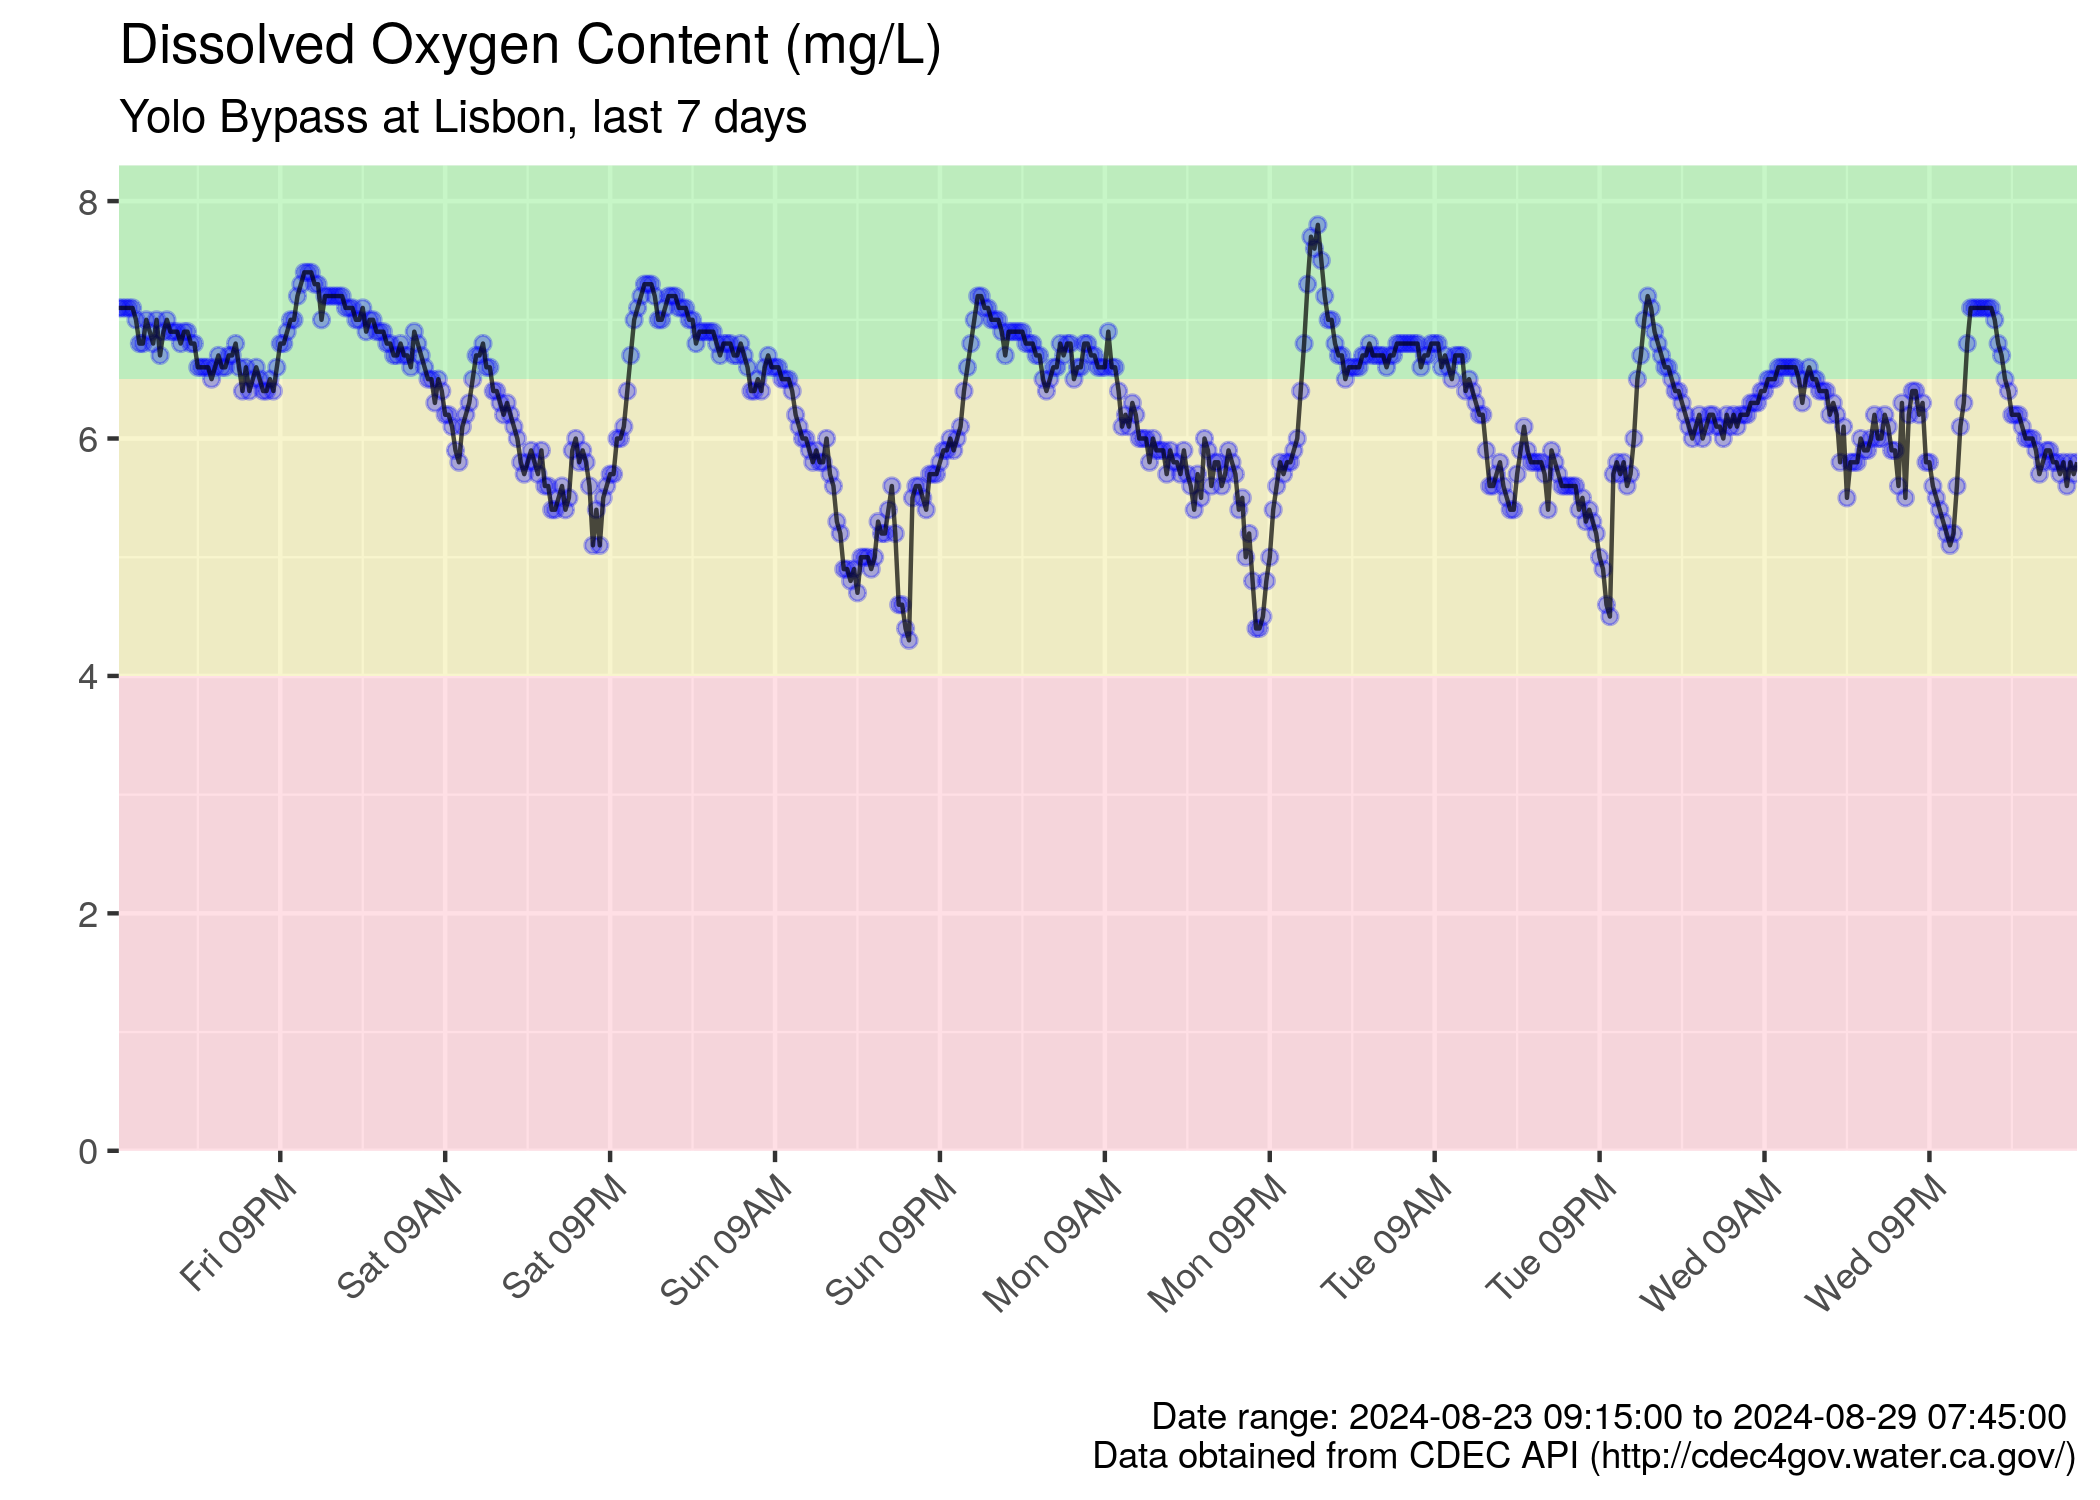 Dissolved Oxygen Content (mg/L)
Yolo Bypass at Lisbon, last 7 days
8
6
4
2
0
Fri 09PM
Sat 09AM
Sat 09PM
Sun 09AM
Sun 09PM
Mon 09AM
Mon 09PM
Tue 09AM
Tue 09PM
Wed 09AM
Wed 09PM
Date range: 2024-08-23 09:15:00 to 2024-08-29 07:45:00
Data obtained from CDEC API (http://cdec4gov.water.ca.gov/)